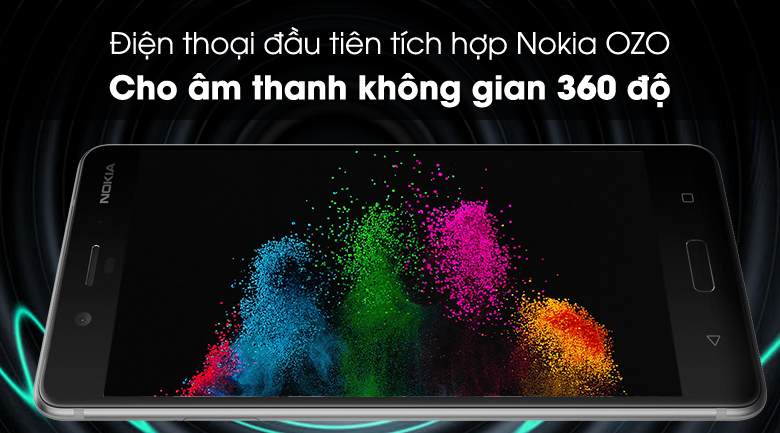 Điện thoại đầu tiên tích hợp Nokia OZO
Cho âm thanh không gian 360 độ
NOKIA